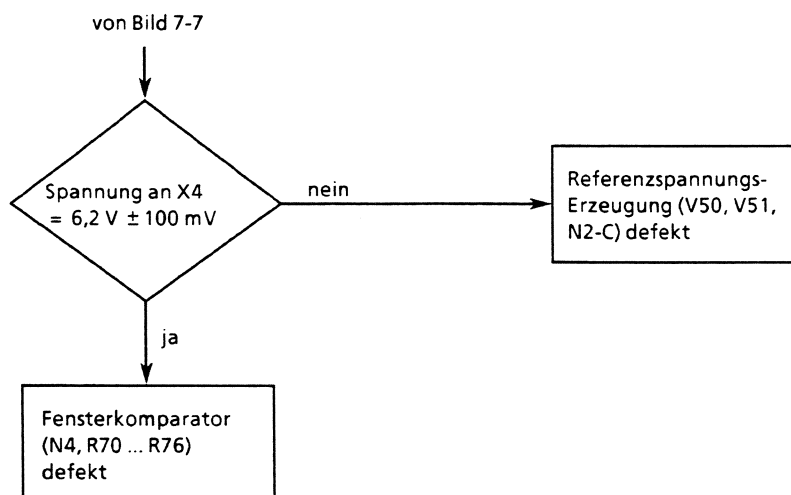 von Bild 7-7
Spannung an X4
= 6,2 V ± 100 mV
nein
Referenzspannungs-
Erzeugung (V50, V51,
N2-C) defekt
ja
Fensterkomparator
(N4, R70 ... R76)
defekt